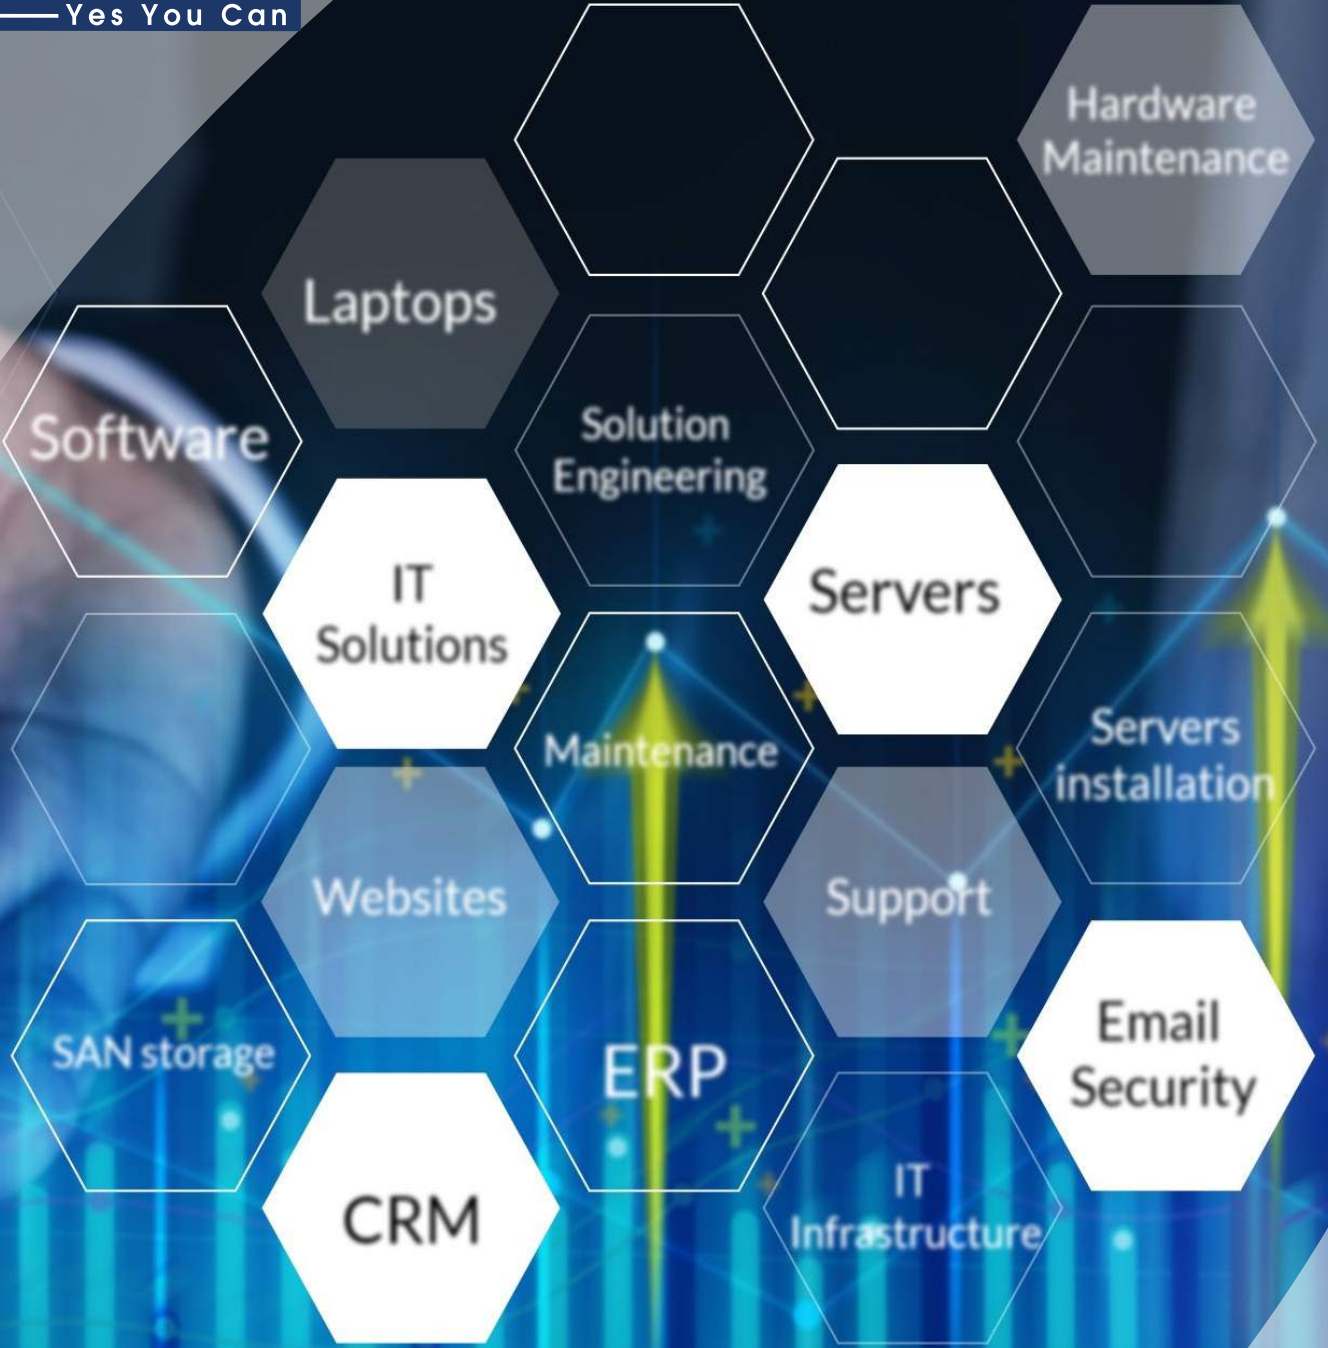 Yes You Can
Hardware
Maintenance
Laptops
Software
Solution
Engineering
IT
Solutions
Servers
Maintenance
Servers
installation
Websites
Support
SAN storage
ERP
Email
Security
CRM
IT
Infrastructure